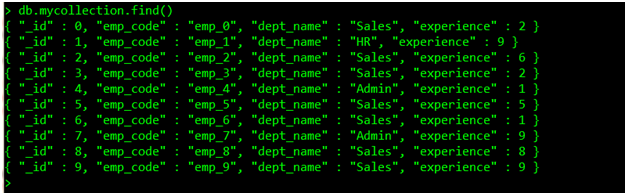 > db.mycollection.find()
{ "_id" : 0, "emp_code" : "emp_0", "dept_name" : "Sales", "experience" : 2 }
{ "_id" : 1, "emp_code" : "emp_1", "dept_name" : "HR", "experience" : 9 }
{ "_id" : 2, "emp_code" : "emp_2", "dept_name" : "Sales", "experience" : 6 }
{ "_id" : 3, "emp_code" : "emp_3", "dept_name" : "Sales", "experience" : 2 }
{ "_id" : 4, "emp_code" : "emp_4", "dept_name" : "Admin", "experience" : 1 }
{ "_id" : 5, "emp_code" : "emp_5", "dept_name" : "Sales", "experience" : 5 }
{ "_id" : 6, "emp_code" : "emp_6", "dept_name" : "Sales", "experience" : 1 }
{ "_id" : 7, "emp_code" : "emp_7", "dept_name" : "Admin", "experience" : 9 }
{ "_id" : 8, "emp_code" : "emp_8", "dept_name" : "Sales", "experience" : 8 }
{ "_id" : 9, "emp_code" : "emp_9", "dept_name" : "Sales", "experience" : 9 }
>